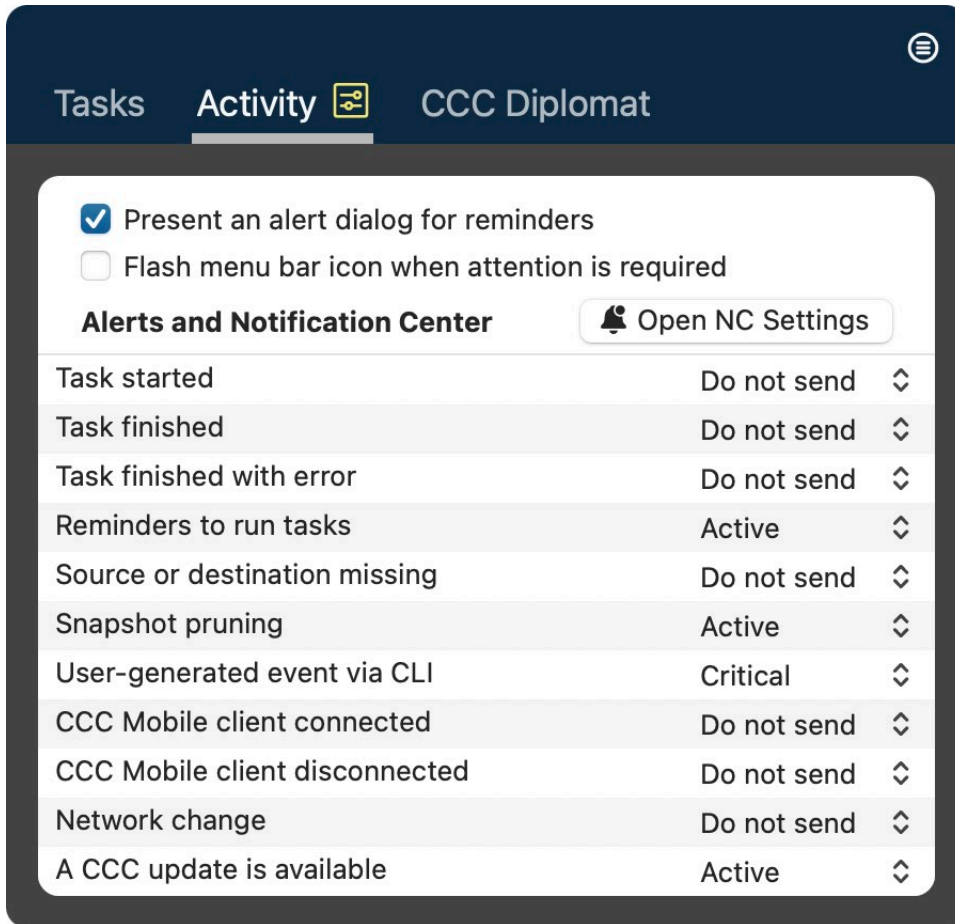 Tasks Activity CCC Diplomat
Present an alert dialog for reminders
Flash menu bar icon when attention is required
Alerts and Notification Center Open NC Settings
Task started Do not send
Task finished Do not send
Task finished with error Do not send
Reminders to run tasks Active
Source or destination missing Do not send
Snapshot pruning Active
User-generated event via CLI Critical
CCC Mobile client connected Do not send
CCC Mobile client disconnected Do not send
Network change Do not send
A CCC update is available Active